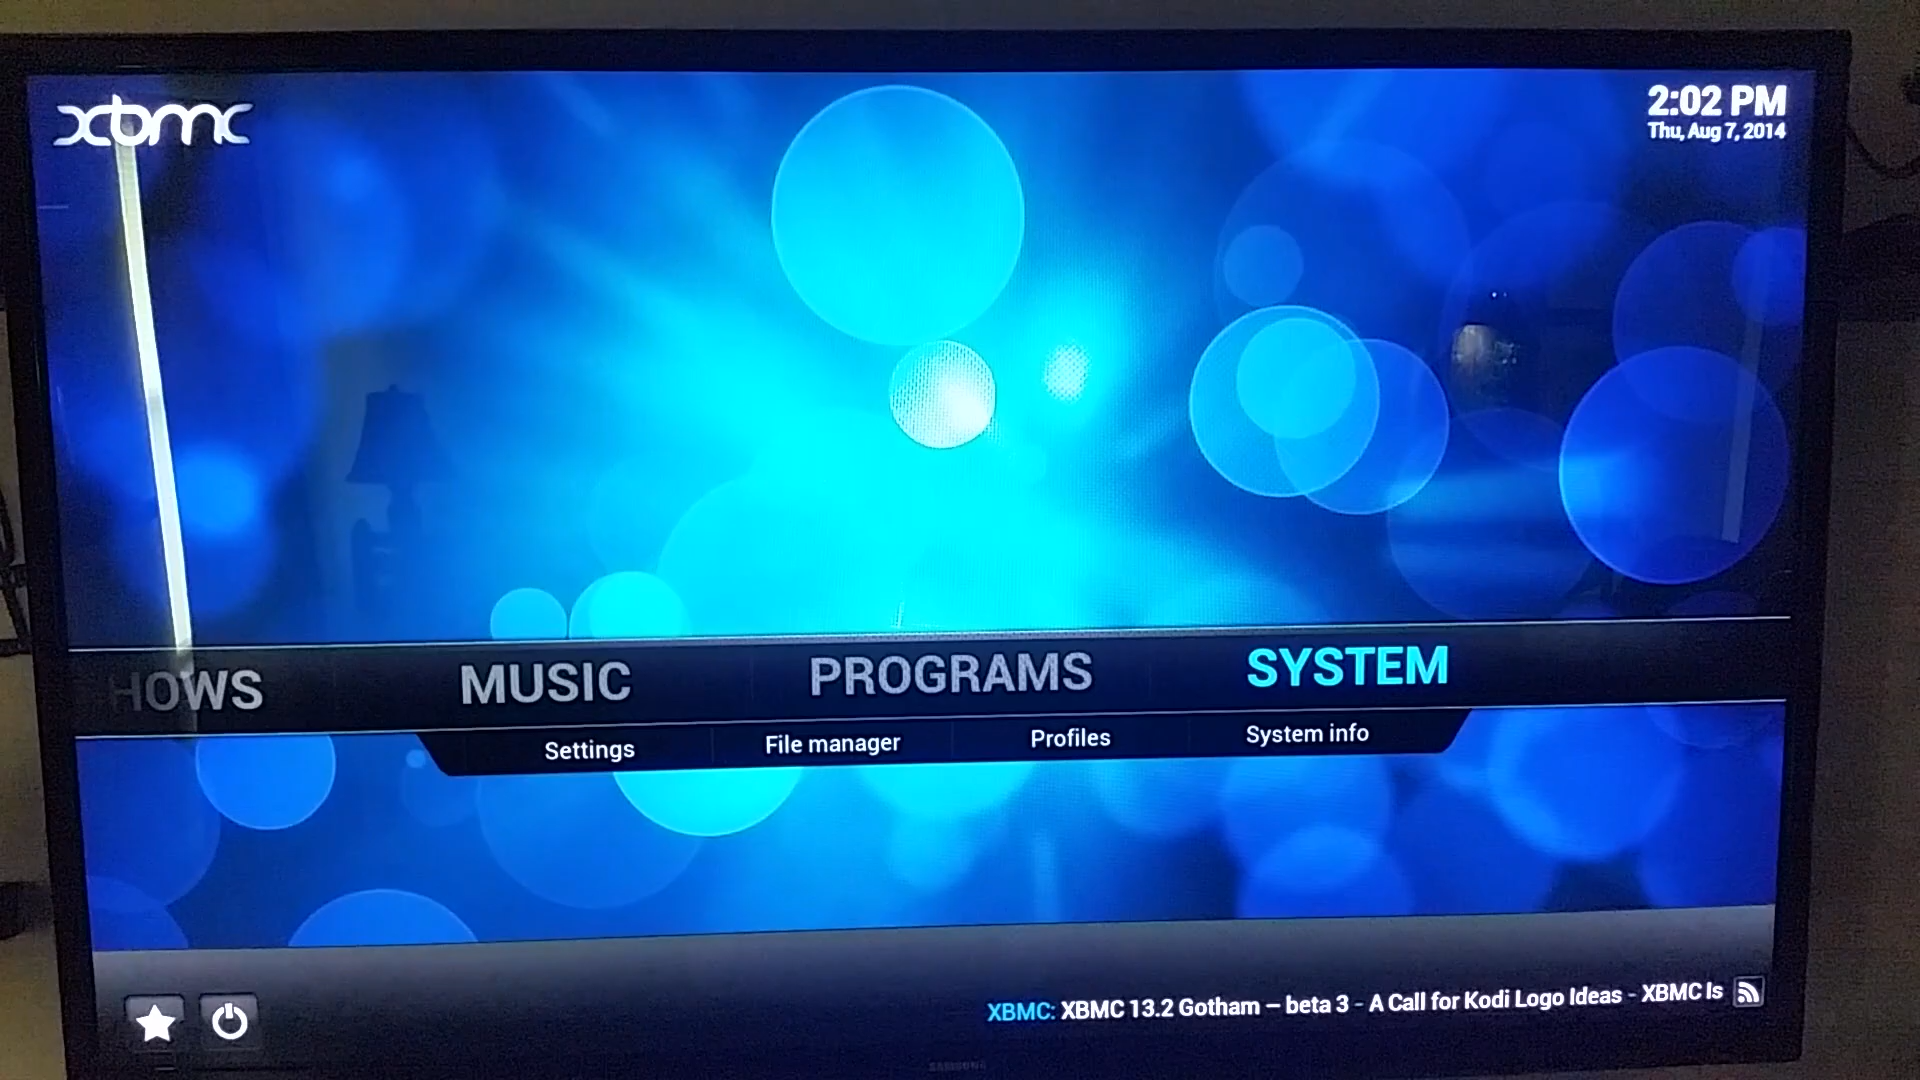 xbmc
2:02 PM
Thu, Aug 7, 2014
HOWS MUSIC PROGRAMS SYSTEM
Settings File manager Profiles System info
XBMC: XBMC 13.2 Gotham – beta 3 - A Call for Kodi Logo Ideas - XBMC Is
SAMSUNG